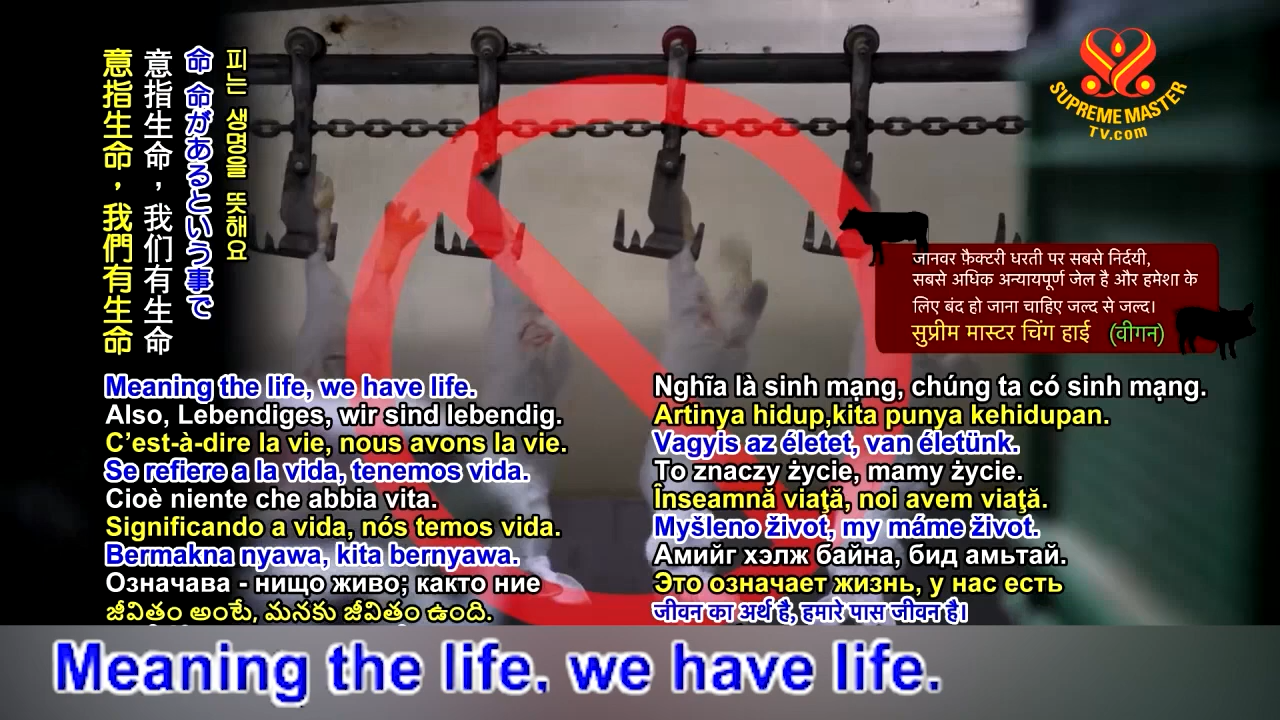 意指生命，我們有生命
意指生命，我们有生命
命 命があるという事で
피는 생명을 뜻해요
SUPREME MASTER
TV.com
जानवर फ़ैक्टरी धरती पर सबसे निर्दयी,
सबसे अधिक अन्यायपूर्ण जेल है और हमेशा के
लिए बंद हो जाना चाहिए जल्द से जल्द।
सुप्रीम मास्टर चिंग हाई (वीगन)
Meaning the life, we have life.
Also, Lebendiges, wir sind lebendig.
C’est-à-dire la vie, nous avons la vie.
Se refiere a la vida, tenemos vida.
Cioè niente che abbia vita.
Significando a vida, nós temos vida.
Bermakna nyawa, kita bernyawa.
Означава - нищо живо; както ние
జీవితం అంటే, మనకు జీవితం ఉంది.
Nghĩa là sinh mạng, chúng ta có sinh mạng.
Artinya hidup,kita punya kehidupan.
Vagyis az életet, van életünk.
To znaczy życie, mamy życie.
Înseamnă viaţă, noi avem viaţă.
Myšleno život, my máme život.
Амийг хэлж байна, бид амьтай.
Это означает жизнь, у нас есть
जीवन का अर्थ है, हमारे पास जीवन है।
Meaning the life, we have life.